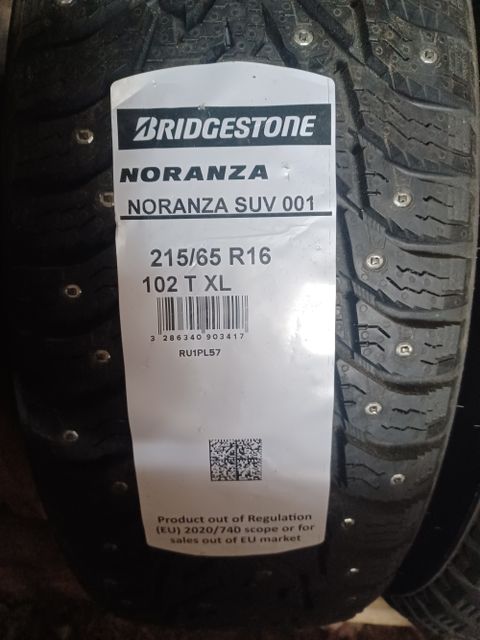 BRIDGESTONE
NORANZA
NORANZA SUV 001
215/65 R16
102 T XL
3 286340 903417
RU1PL57
Product out of Regulation
(EU) 2020/740 scope or for
sales out of EU market